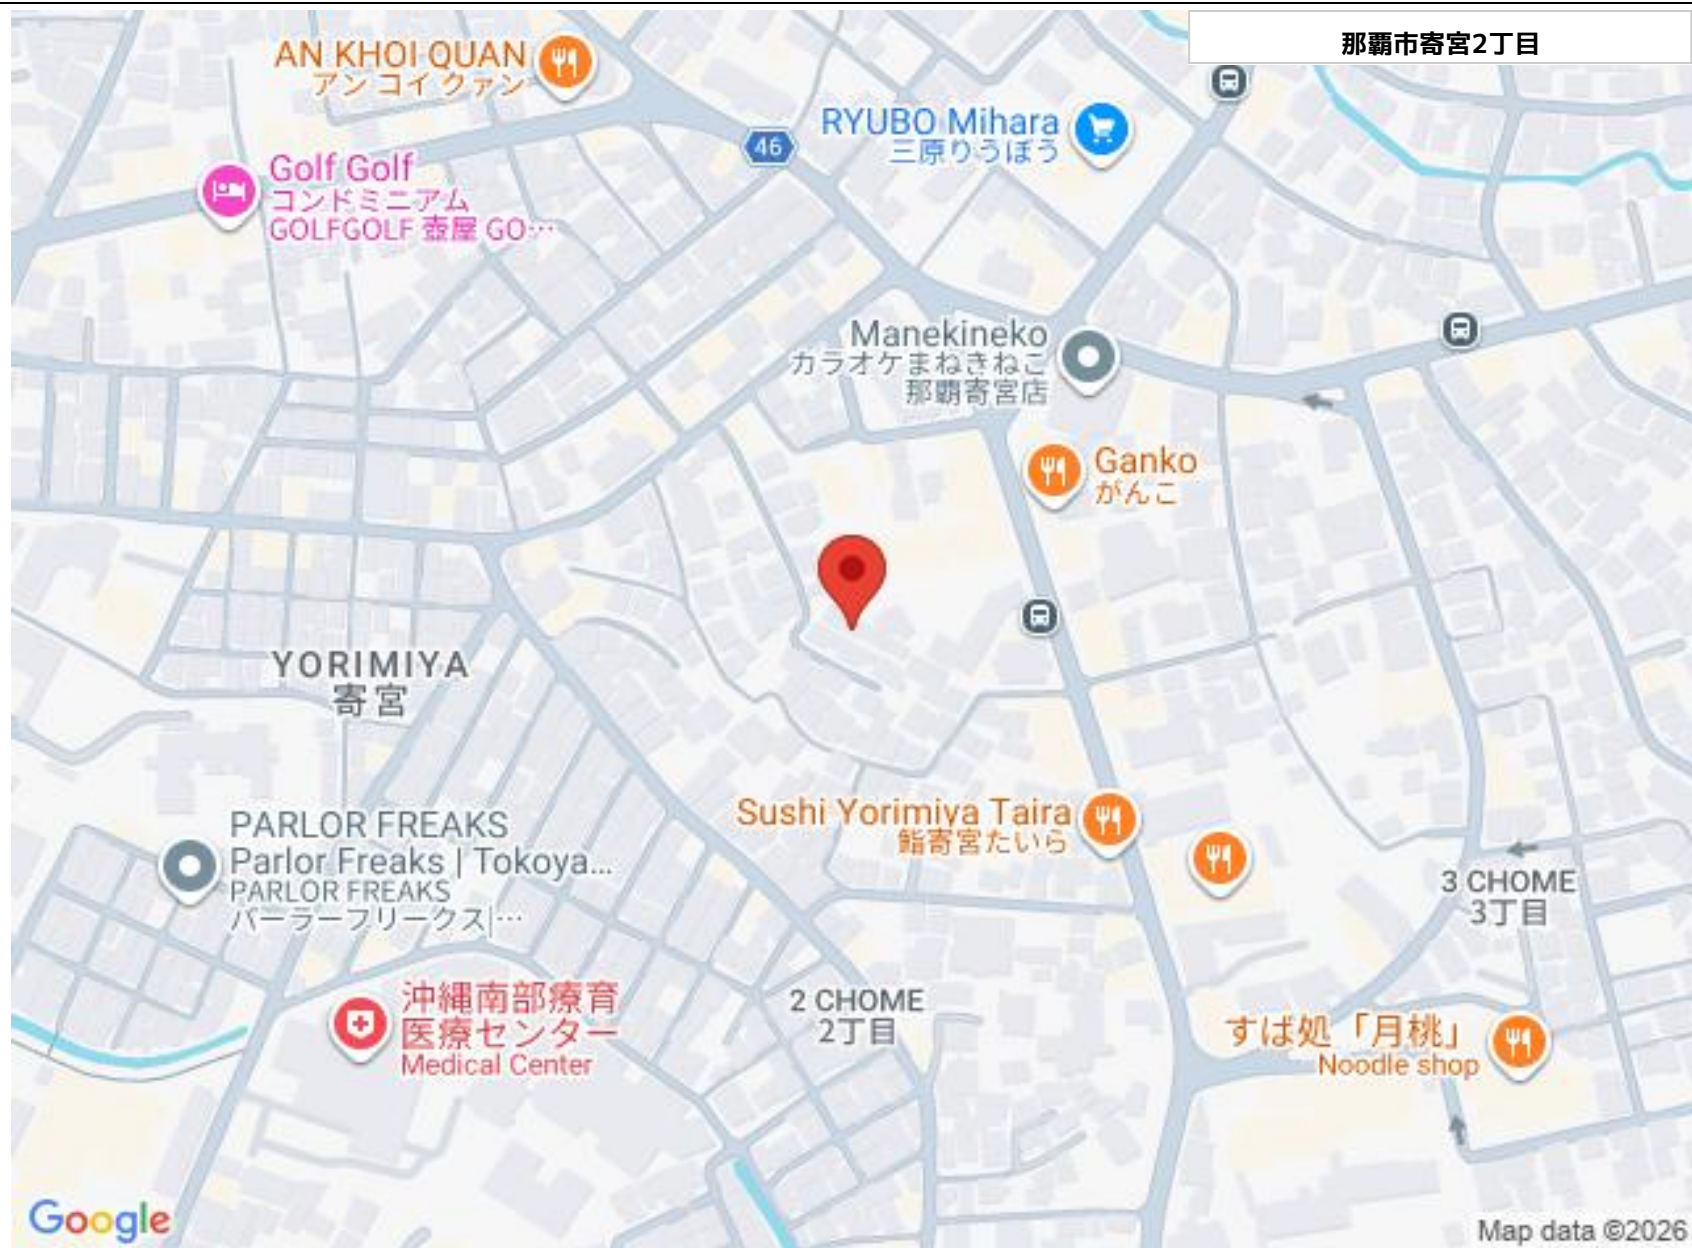 那覇市寄宮2丁目
AN KHOI QUAN
アン コイ クァン
46
RYUBO Mihara
三原りうぼう
Golf Golf
コンドミニアム
GOLFGOLF 壺屋 GO…
Manekineko
カラオケまねきねこ
那覇寄宮店
Ganko
がんこ
YORIMIYA
寄宮
Sushi Yorimiya Taira
鮨寄宮たいら
PARLOR FREAKS
Parlor Freaks | Tokoya...
PARLOR FREAKS
パーラーフリークス|…
3 CHOME
3丁目
沖縄南部療育
医療センター
Medical Center
2 CHOME
2丁目
すば処「月桃」
Noodle shop
Google
Map data ©2026